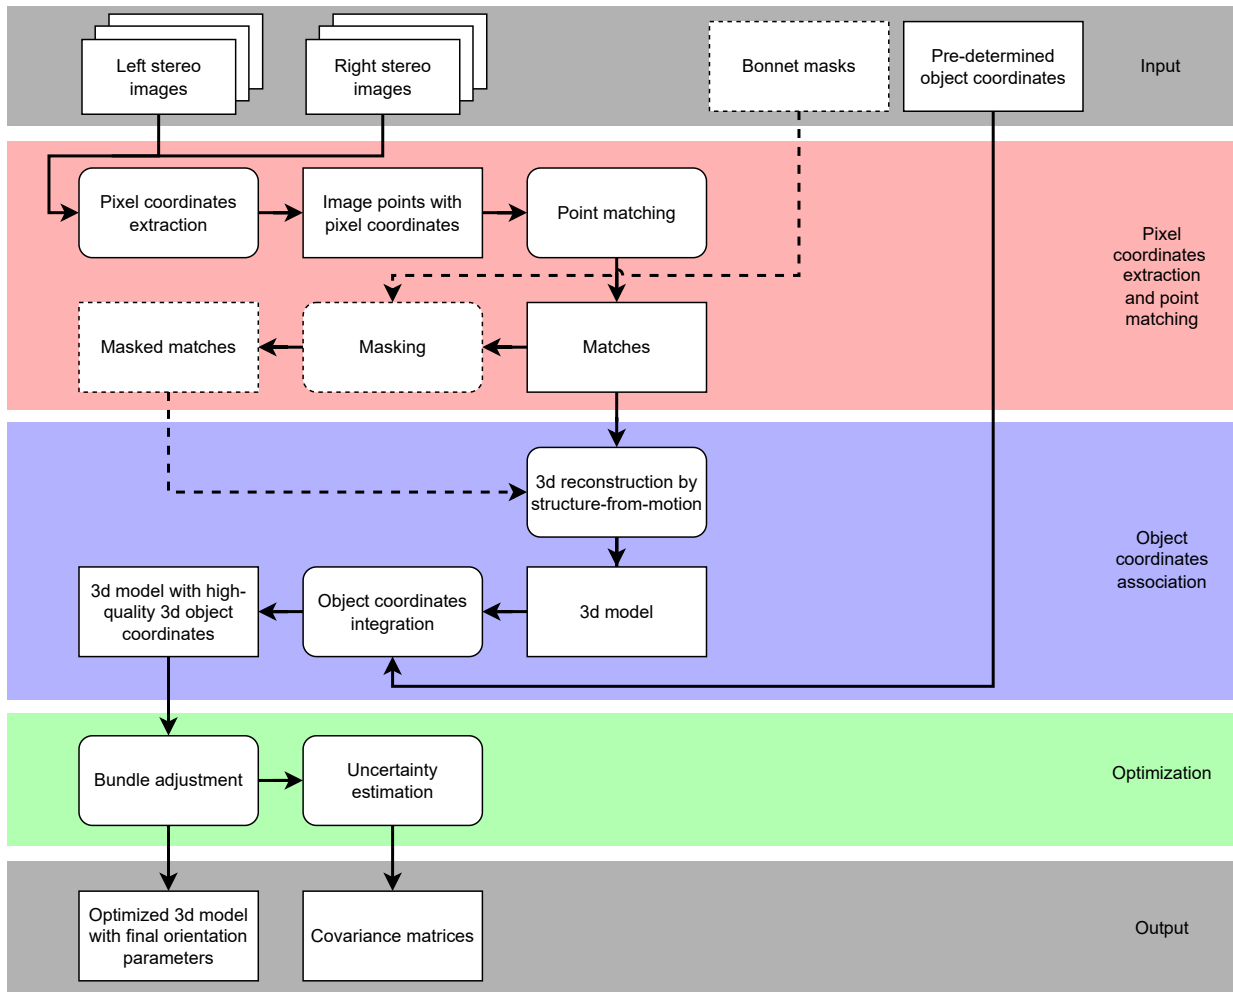 Left stereo
images
Right stereo
images
Bonnet masks
Pre-determined
object coordinates
Input
Pixel coordinates
extraction
Image points with
pixel coordinates
Point matching
Pixel
coordinates
extraction
and point
matching
Masked matches
Masking
Matches
3d reconstruction by
structure-from-motion
Object
coordinates
association
3d model with high-
quality 3d object
coordinates
Object coordinates
integration
3d model
Bundle adjustment
Uncertainty
estimation
Optimization
Optimized 3d model
with final orientation
parameters
Covariance matrices
Output